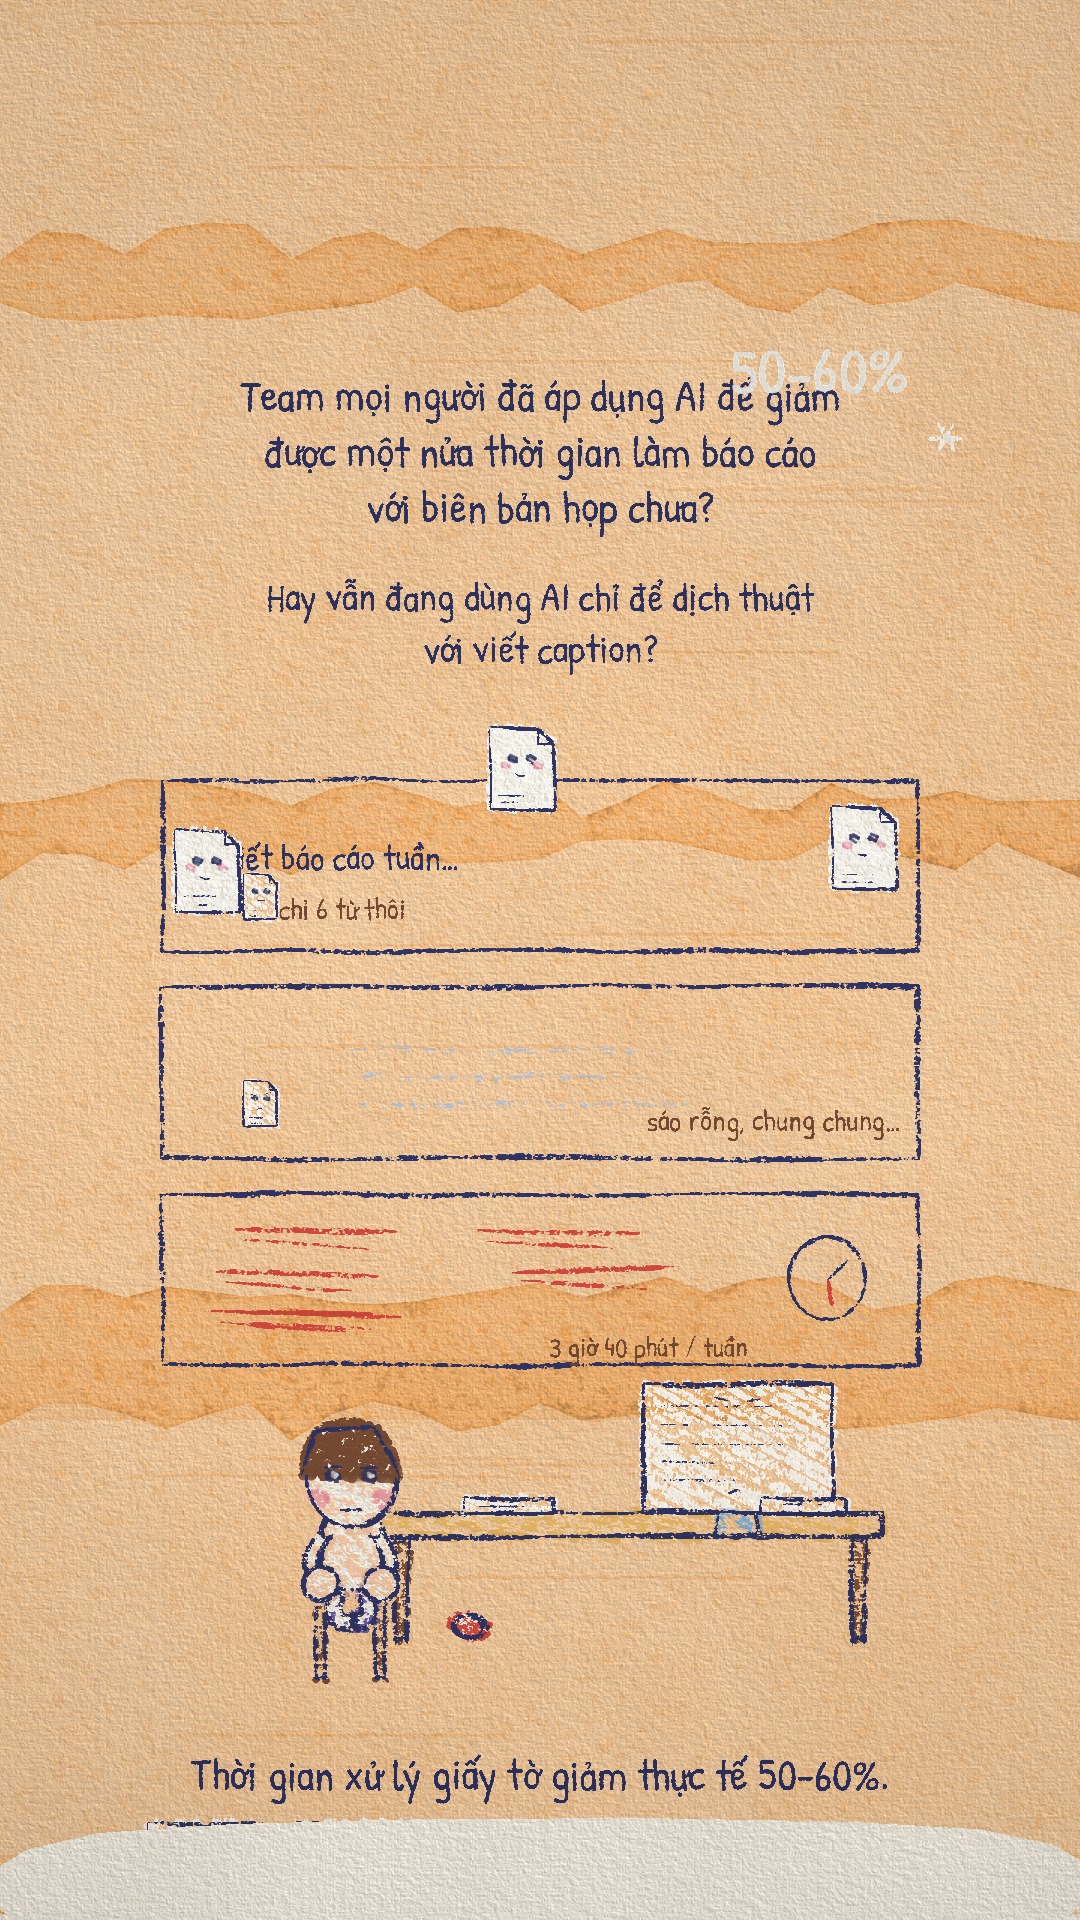 50-60%
Team mọi người đã áp dụng AI để giảm
được một nửa thời gian làm báo cáo
với biên bản họp chưa?
Hay vẫn đang dùng AI chỉ để dịch thuật
với viết caption?
ết báo cáo tuần...
chỉ 6 từ thôi
sáo rỗng, chung chung...
3 giờ 40 phút / tuần
Thời gian xử lý giấy tờ giảm thực tế 50-60%.